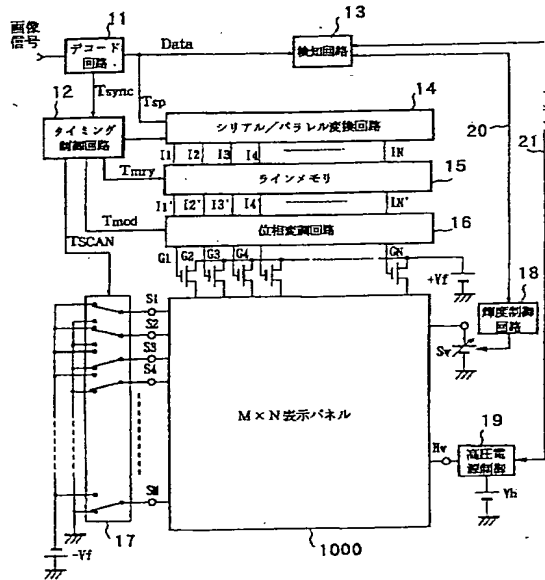 画像
信号
11
デコード
回路
Data
13
検知回路
12
Tsync
Tsp
タイミング
制御回路
14
シリアル/パラレル変換回路
20
21
I1 I2 I3 I4 IN
Tmry
15
ラインメモリ
I1' I2' I3' I4' IN'
Tmod
16
位相変調回路
TSCAN
G1 G2 G3 G4 GN
+Vf
18
輝度制御
回路
S1
S2
S3
S4
Sv
M×N表示パネル
19
Hv
高圧電
源制御
SM
Vh
17
-Vf
1000